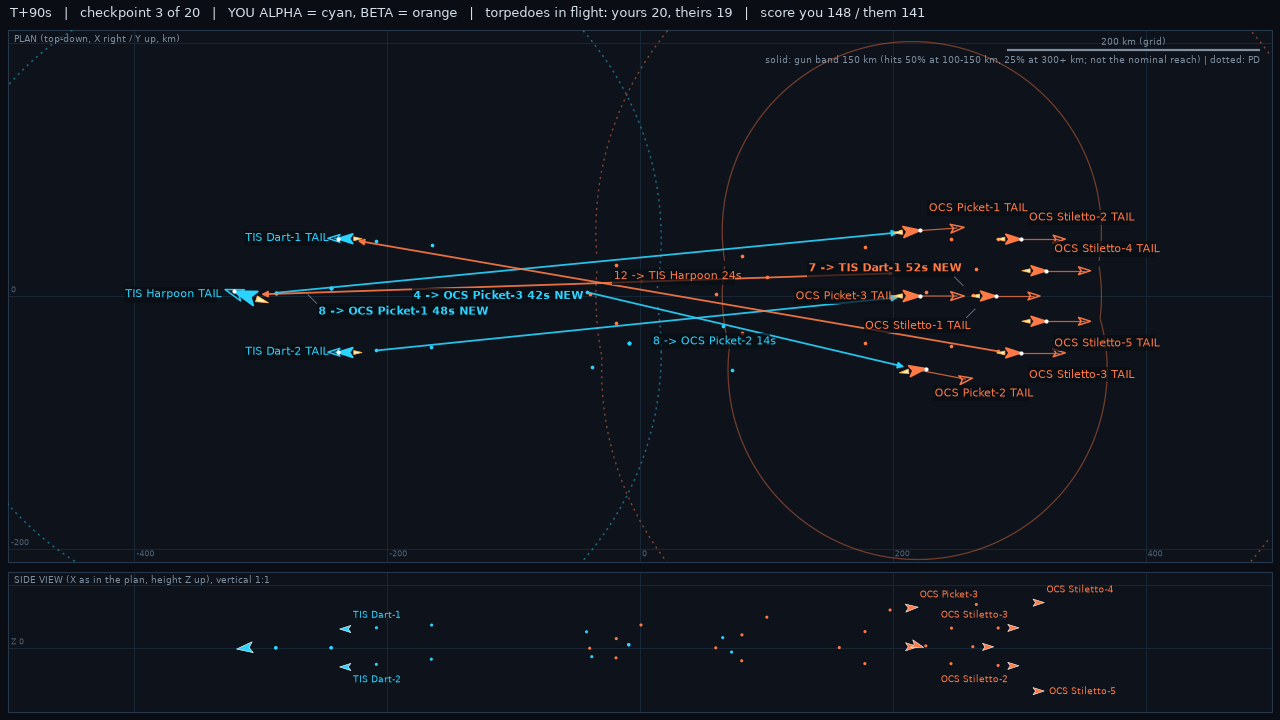 T+90s | checkpoint 3 of 20 | YOU ALPHA = cyan, BETA = orange | torpedoes in flight: yours 20, theirs 19 | score you 148 / them 141
PLAN (top-down, X right / Y up, km)
200 km (grid)
solid: gun band 150 km (hits 50% at 100-150 km, 25% at 300+ km; not the nominal reach) | dotted: PD
OCS Picket-1 TAIL
OCS Stiletto-2 TAIL
TIS Dart-1 TAIL
OCS Stiletto-4 TAIL
7 -> TIS Dart-1 52s NEW
12 -> TIS Harpoon 24s
0
TIS Harpoon TAIL
4 -> OCS Picket-3 42s NEW
OCS Picket-3 TAIL
8 -> OCS Picket-1 48s NEW
OCS Stiletto-1 TAIL
8 -> OCS Picket-2 14s
OCS Stiletto-5 TAIL
TIS Dart-2 TAIL
OCS Stiletto-3 TAIL
OCS Picket-2 TAIL
-200
-400
-200
0
200
400
SIDE VIEW (X as in the plan, height Z up), vertical 1:1
OCS Stiletto-4
OCS Picket-3
TIS Dart-1
OCS Stiletto-3
Z 0
TIS Dart-2
OCS Stiletto-2
OCS Stiletto-5